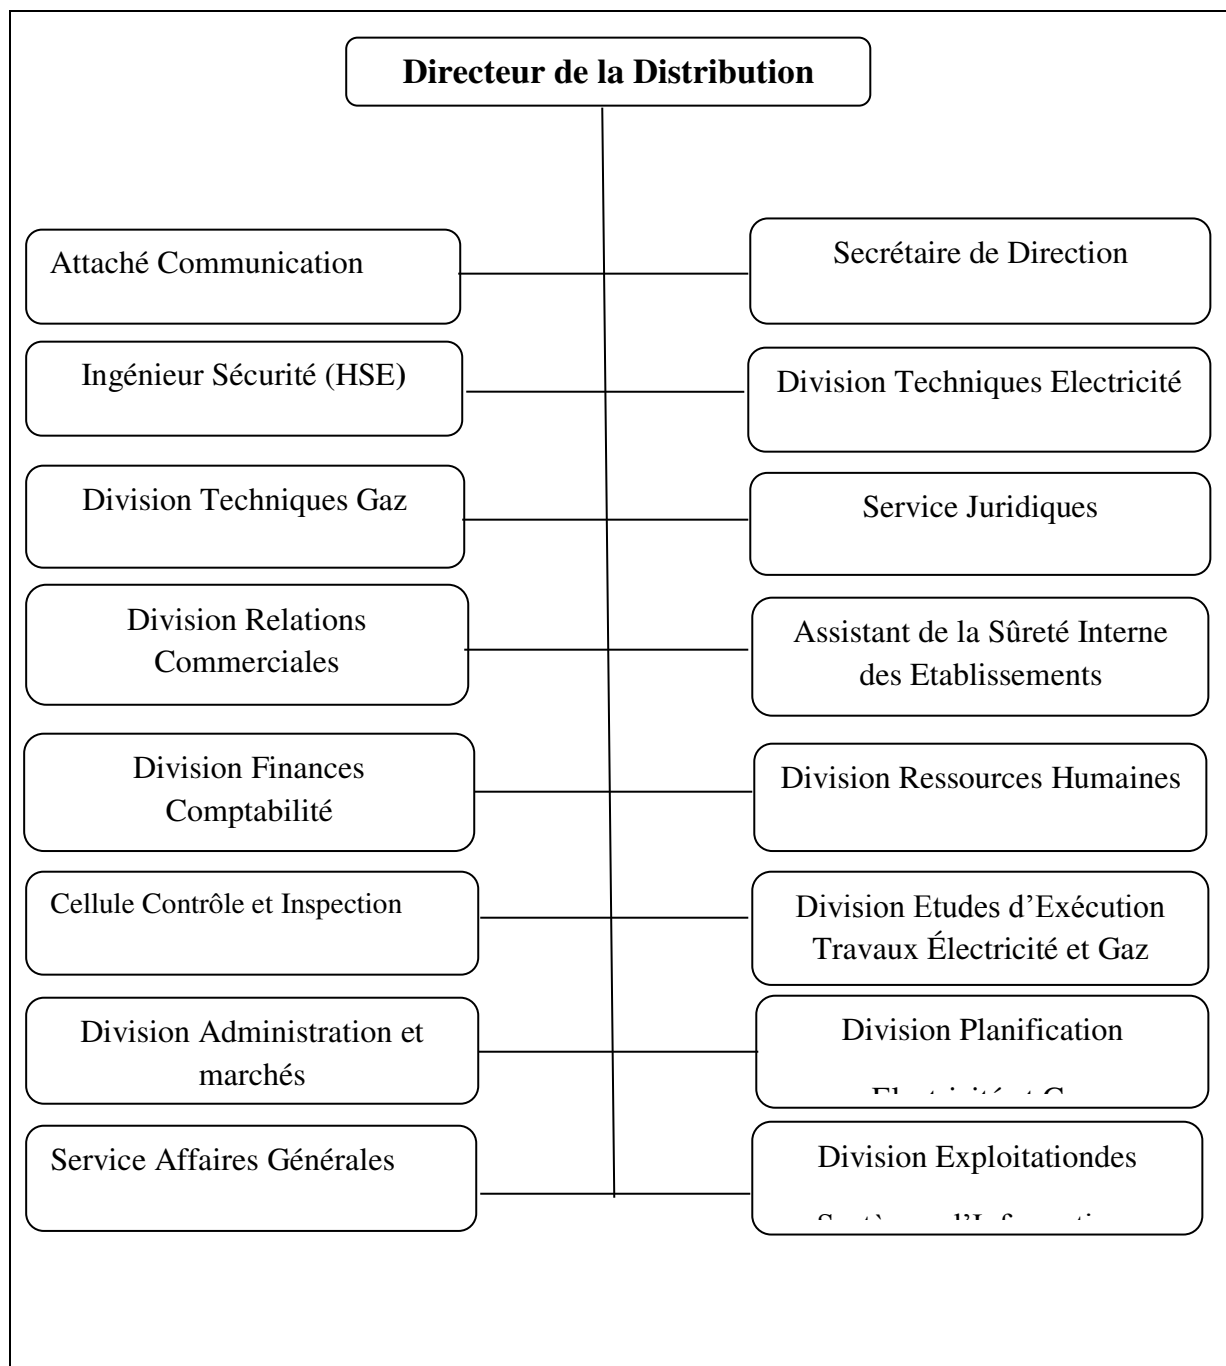 Directeur de la Distribution
Attaché Communication
Secrétaire de Direction
Ingénieur Sécurité (HSE)
Division Techniques Electricité
Division Techniques Gaz
Service Juridiques
Division Relations
Commerciales
Assistant de la Sûreté Interne
des Etablissements
Division Finances
Comptabilité
Division Ressources Humaines
Cellule Contrôle et Inspection
Division Etudes d’Exécution
Travaux Électricité et Gaz
Division Administration et
marchés
Division Planification
Service Affaires Générales
Division Exploitationdes